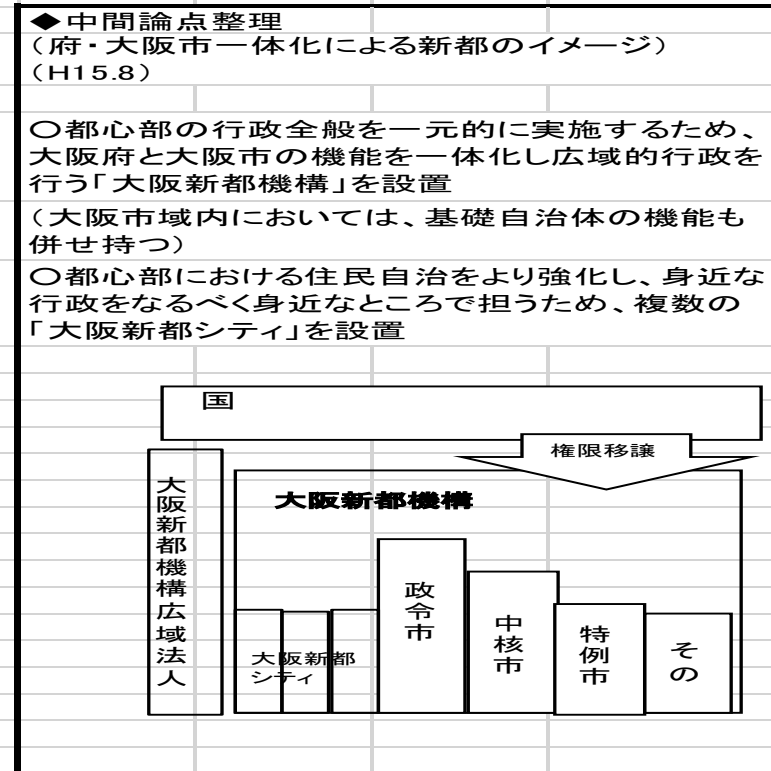 ◆中間論点整理
（府・大阪市一体化による新都のイメージ）
（H15.8）
〇都心部の行政全般を一元的に実施するため、
大阪府と大阪市の機能を一体化し広域的行政を
行う「大阪新都機構」を設置
（大阪市域内においては、基礎自治体の機能も
併せ持つ）
〇都心部における住民自治をより強化し、身近な
行政をなるべく身近なところで担うため、複数の
「大阪新都シティ」を設置
国
権限移譲
大阪新都機構広域法人
大阪新都機構
大阪新都
シティ
政令市
中核市
特例市
その